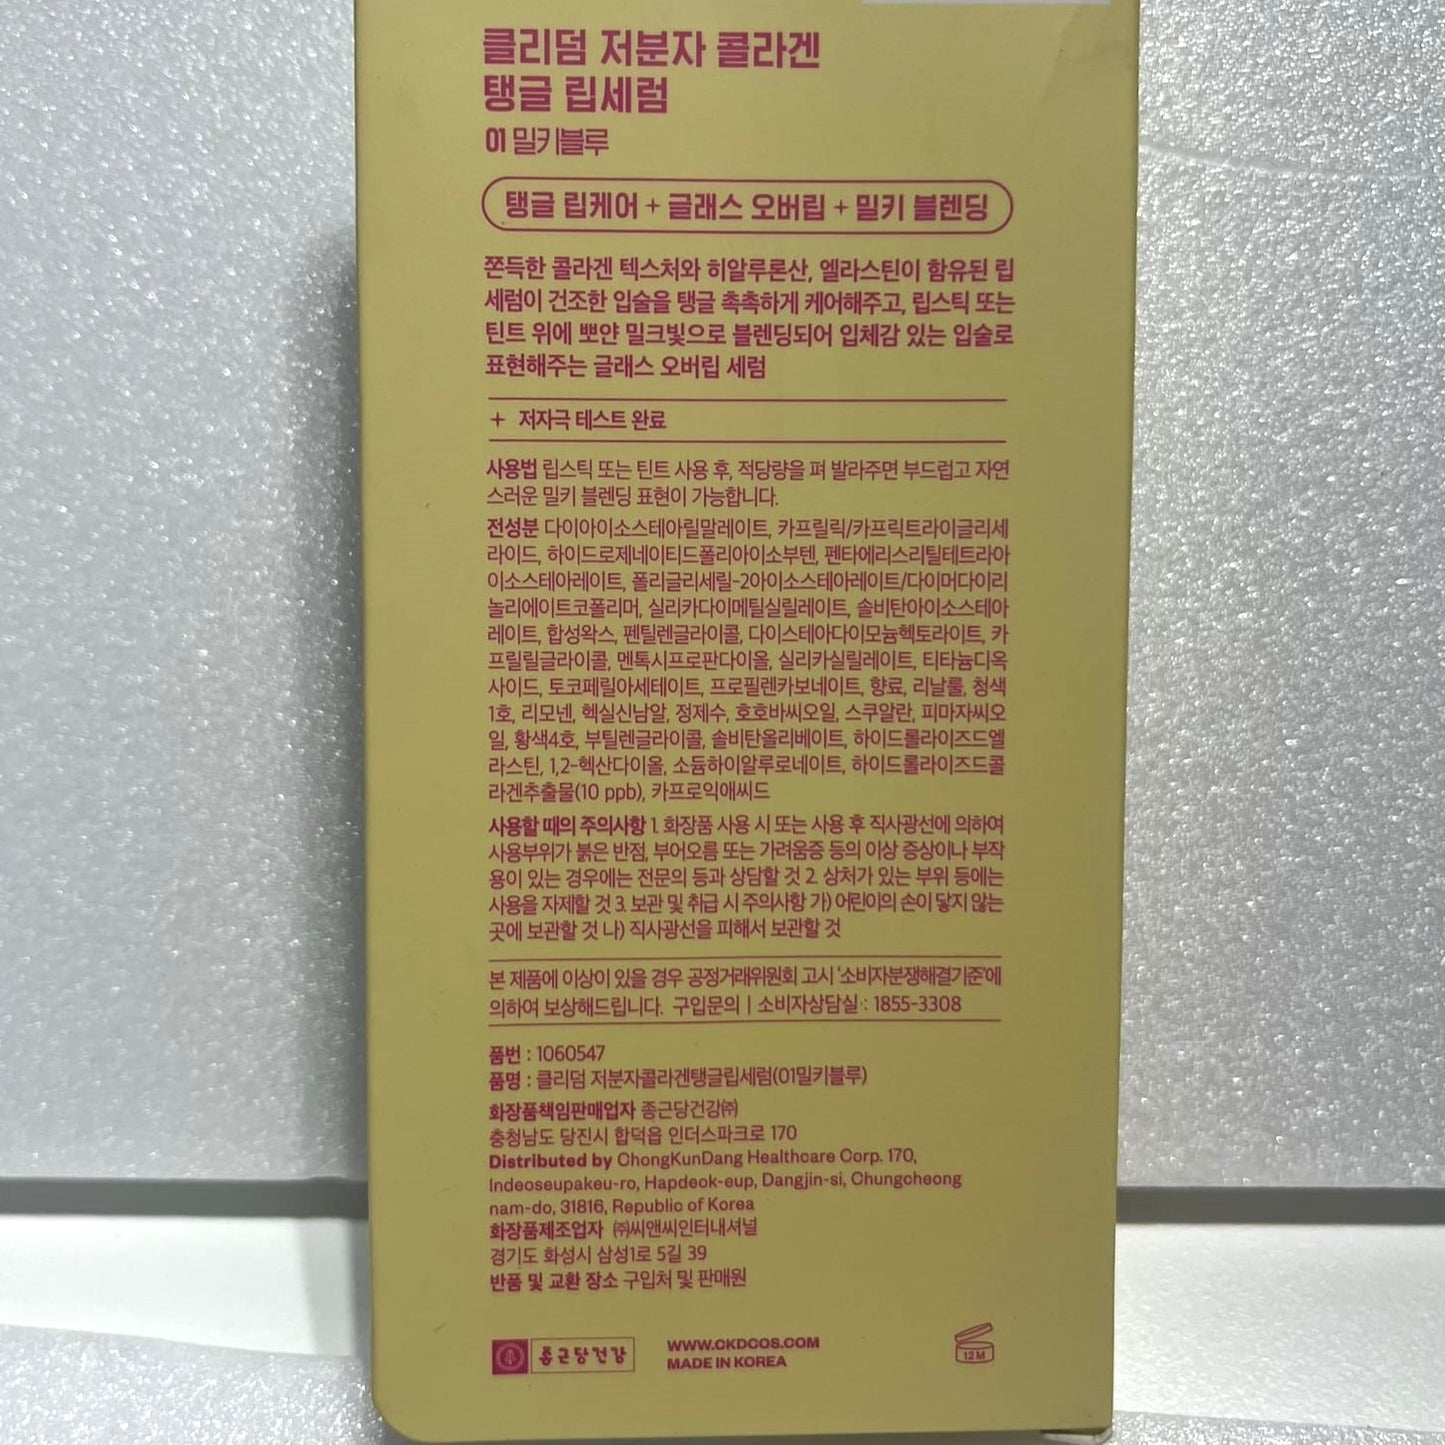 클리덤 저분자 콜라겐
탱글 립세럼
01 밀키블루
탱글 립케어 + 글래스 오버립 + 밀키 블렌딩
쫀득한 콜라겐 텍스처와 히알루론산, 엘라스틴이 함유된 립
세럼이 건조한 입술을 탱글 촉촉하게 케어해주고, 립스틱 또는
틴트 위에 뽀얀 밀크빛으로 블렌딩되어 입체감 있는 입술로
표현해주는 글래스 오버립 세럼
+ 저자극 테스트 완료
사용법 립스틱 또는 틴트 사용 후, 적당량을 펴 발라주면 부드럽고 자연
스러운 밀키 블렌딩 표현이 가능합니다.
전성분 다이아이소스테아릴말레이트, 카프릴릭/카프릭트라이글리세
라이드, 하이드로제네이티드폴리아이소부텐, 펜타에리스리틸테트라아
이소스테아레이트, 폴리글리세릴-2아이소스테아레이트/다이머다이리
놀리에이트코폴리머, 실리카다이메틸실릴레이트, 솔비탄아이소스테아
레이트, 합성왁스, 펜틸렌글라이콜, 다이스테아다이모늄헥토라이트, 카
프릴릴글라이콜, 멘톡시프로판다이올, 실리카실릴레이트, 티타늄디옥
사이드, 토코페릴아세테이트, 프로필렌카보네이트, 향료, 리날룰, 청색
1호, 리모넨, 헥실신남알, 정제수, 호호바씨오일, 스쿠알란, 피마자씨오
일, 황색4호, 부틸렌글라이콜, 솔비탄올리베이트, 하이드롤라이즈드엘
라스틴, 1,2-헥산다이올, 소듐하이알루로네이트, 하이드롤라이즈드콜
라겐추출물(10 ppb), 카프로익애씨드
사용할 때의 주의사항 1. 화장품 사용 시 또는 사용 후 직사광선에 의하여
사용부위가 붉은 반점, 부어오름 또는 가려움증 등의 이상 증상이나 부작
용이 있는 경우에는 전문의 등과 상담할 것 2. 상처가 있는 부위 등에는
사용을 자제할 것 3. 보관 및 취급 시 주의사항 가) 어린이의 손이 닿지 않는
곳에 보관할 것 나) 직사광선을 피해서 보관할 것
본 제품에 이상이 있을 경우 공정거래위원회 고시 '소비자분쟁해결기준'에
의하여 보상해드립니다. 구입문의 | 소비자상담실 : 1855-3308
품번 : 1060547
품명 : 클리덤 저분자콜라겐탱글립세럼(01밀키블루)
화장품책임판매업자 종근당건강㈜
충청남도 당진시 합덕읍 인더스파크로 170
Distributed by ChongKunDang Healthcare Corp. 170,
Indeoseupakeu-ro, Hapdeok-eup, Dangjin-si, Chungcheong
nam-do, 31816, Republic of Korea
화장품제조업자 ㈜씨앤씨인터내셔널
경기도 화성시 삼성1로 5길 39
반품 및 교환 장소 구입처 및 판매원
종근당건강
WWW.CKDCOS.COM
MADE IN KOREA
12M